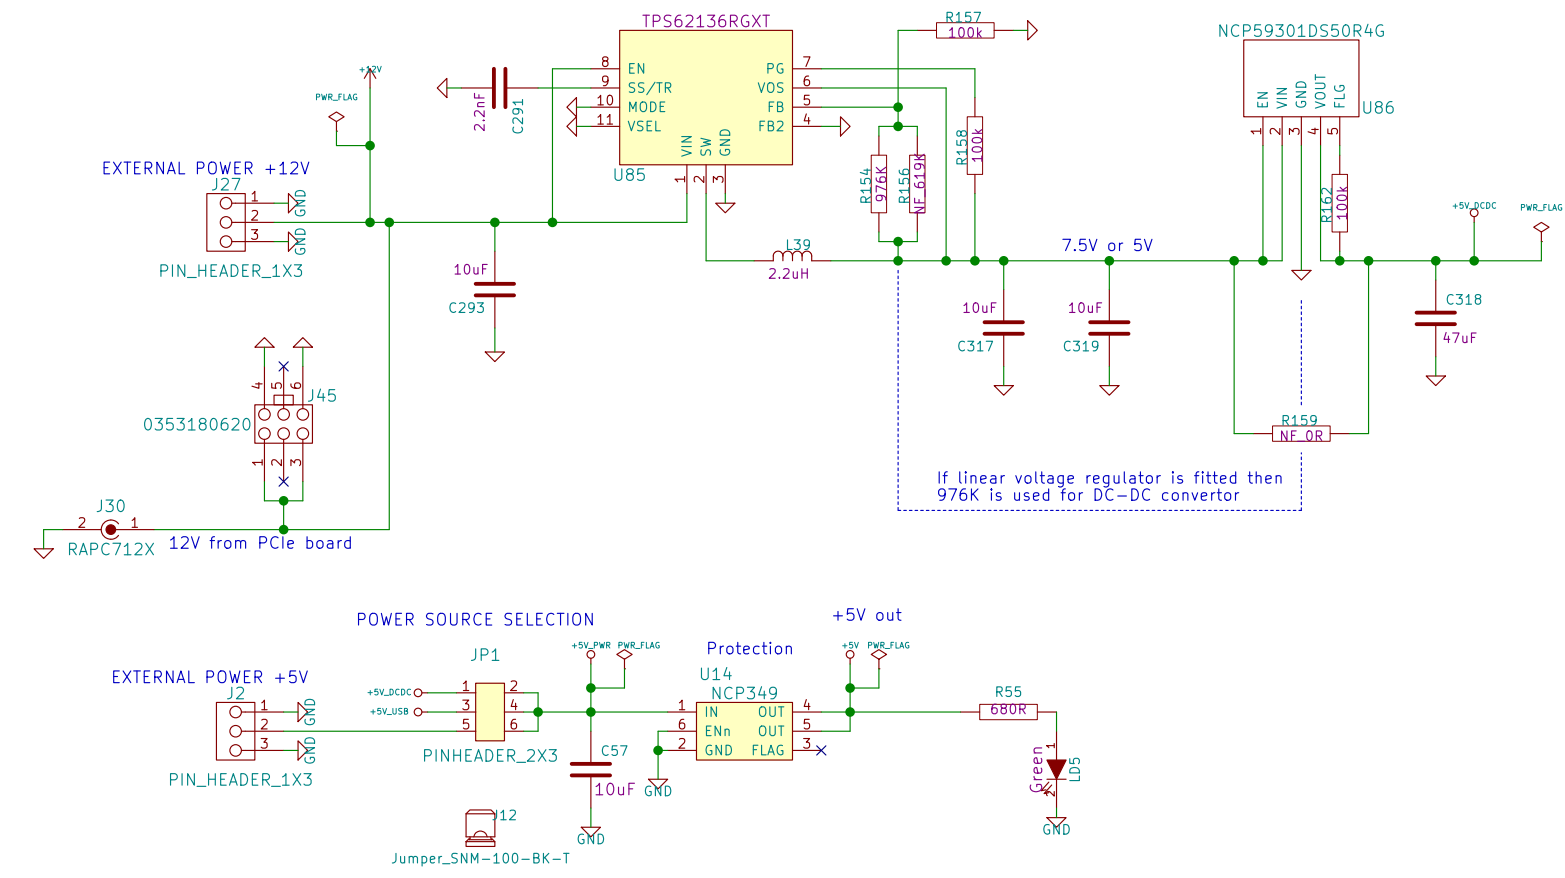 TPS62136RGXT
U85
8 EN
9 SS/TR
10 MODE
11 VSEL
PG 7
VOS 6
FB 5
FB2 4
VIN 1
SW 2
GND 3
R157
100k
NCP59301DS50R4G
U86
EN 1
VIN 2
GND 3
VOUT 4
FLG 5
+12V
PWR_FLAG
2.2nF
C291
R158
100k
R154
976K
R156
NF_619K
R162
100k
EXTERNAL POWER +12V
J27
1
2
3
GND
GND
PIN_HEADER_1X3
10uF
C293
L39
2.2uH
7.5V or 5V
+5V_DCDC
PWR_FLAG
10uF
C317
10uF
C319
C318
47uF
4
5
6
J45
0353180620
1
2
3
R159
NF_0R
If linear voltage regulator is fitted then
976K is used for DC-DC convertor
J30
2
1
RAPC712X
12V from PCIe board
POWER SOURCE SELECTION
+5V out
JP1
+5V_PWR
PWR_FLAG
Protection
+5V
PWR_FLAG
EXTERNAL POWER +5V
J2
1
2
3
GND
GND
PIN_HEADER_1X3
+5V_DCDC
+5V_USB
1
3
5
2
4
6
PINHEADER_2X3
U14
NCP349
1 IN
6 ENn
2 GND
OUT 4
OUT 5
FLAG 3
GND
C57
10uF
GND
R55
680R
1
Green
LD5
2
GND
J12
Jumper_SNM-100-BK-T